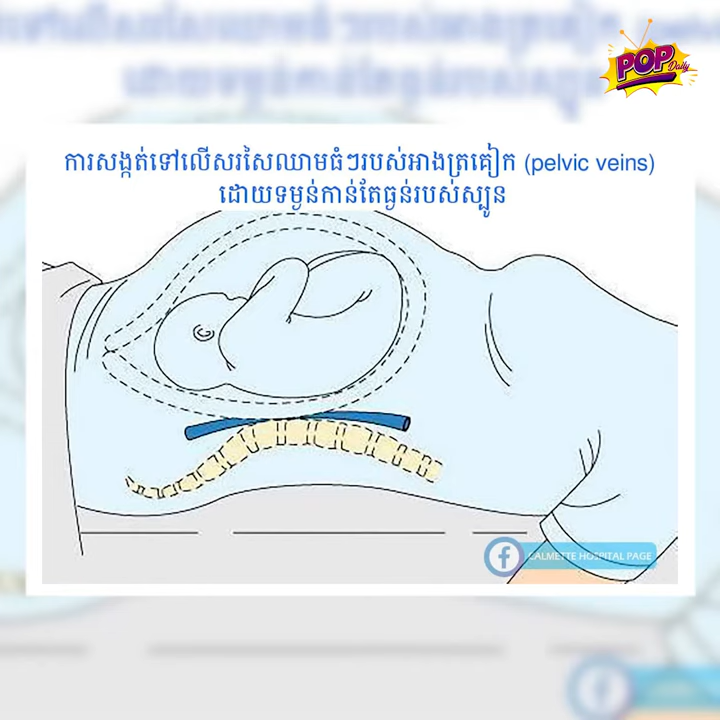 POP
Daily
ការសង្កត់ទៅលើសរសៃឈាមធំៗរបស់អាងត្រគៀក (pelvic veins)
ដោយទម្ងន់កាន់តែធ្ងន់របស់ស្បូន
CALMETTE HOSPITAL PAGE